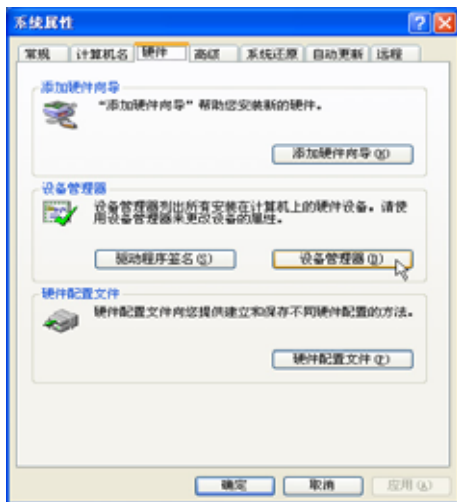 系统属性
常规 计算机名 硬件 高级 系统还原 自动更新 远程
添加硬件向导
“添加硬件向导”帮助您安装新的硬件。
添加硬件向导(H)
设备管理器
设备管理器列出所有安装在计算机上的硬件设备。请使
用设备管理器来更改设备的属性。
驱动程序签名(S) 设备管理器(D)
硬件配置文件
硬件配置文件向您提供建立和保存不同硬件配置的方法。
硬件配置文件(P)
确定 取消 应用(A)